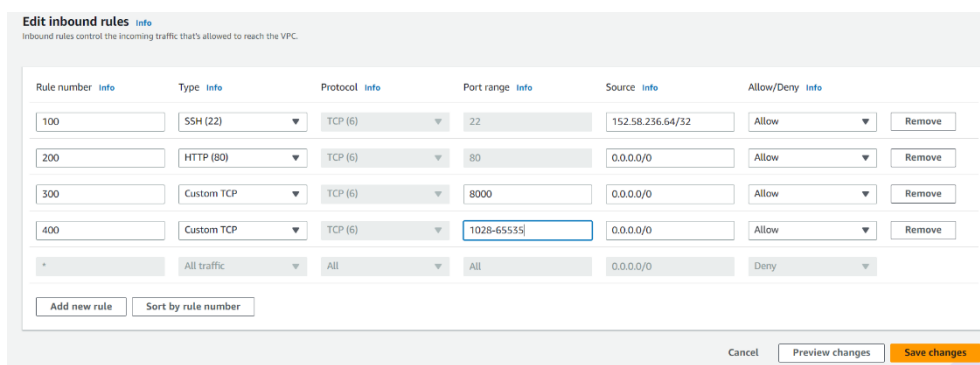 Edit inbound rules Info
Inbound rules control the incoming traffic that's allowed to reach the VPC.
Rule number Info Type Info Protocol Info Port range Info Source Info Allow/Deny Info
100 SSH (22) TCP (6) 22 152.58.236.64/32 Allow Remove
200 HTTP (80) TCP (6) 80 0.0.0.0/0 Allow Remove
300 Custom TCP TCP (6) 8000 0.0.0.0/0 Allow Remove
400 Custom TCP TCP (6) 1028-65535 0.0.0.0/0 Allow Remove
* All traffic All All 0.0.0.0/0 Deny
Add new rule Sort by rule number
Cancel Preview changes Save changes